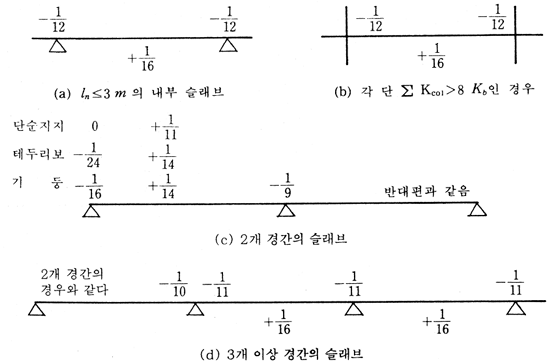 -1/12 -1/12
+1/16
(a) lₙ≤3 m 의 내부 슬래브
-1/12 -1/12
+1/16
(b) 각 단 ∑ Kcol>8 Kb인 경우
단순지지 0 +1/11
테두리보 -1/24 +1/14
기 둥 -1/16 +1/14 -1/9 반대편과 같음
(c) 2개 경간의 슬래브
2개 경간의
경우와 같다 -1/10 -1/11 -1/11 -1/11
+1/16 +1/16
(d) 3개 이상 경간의 슬래브